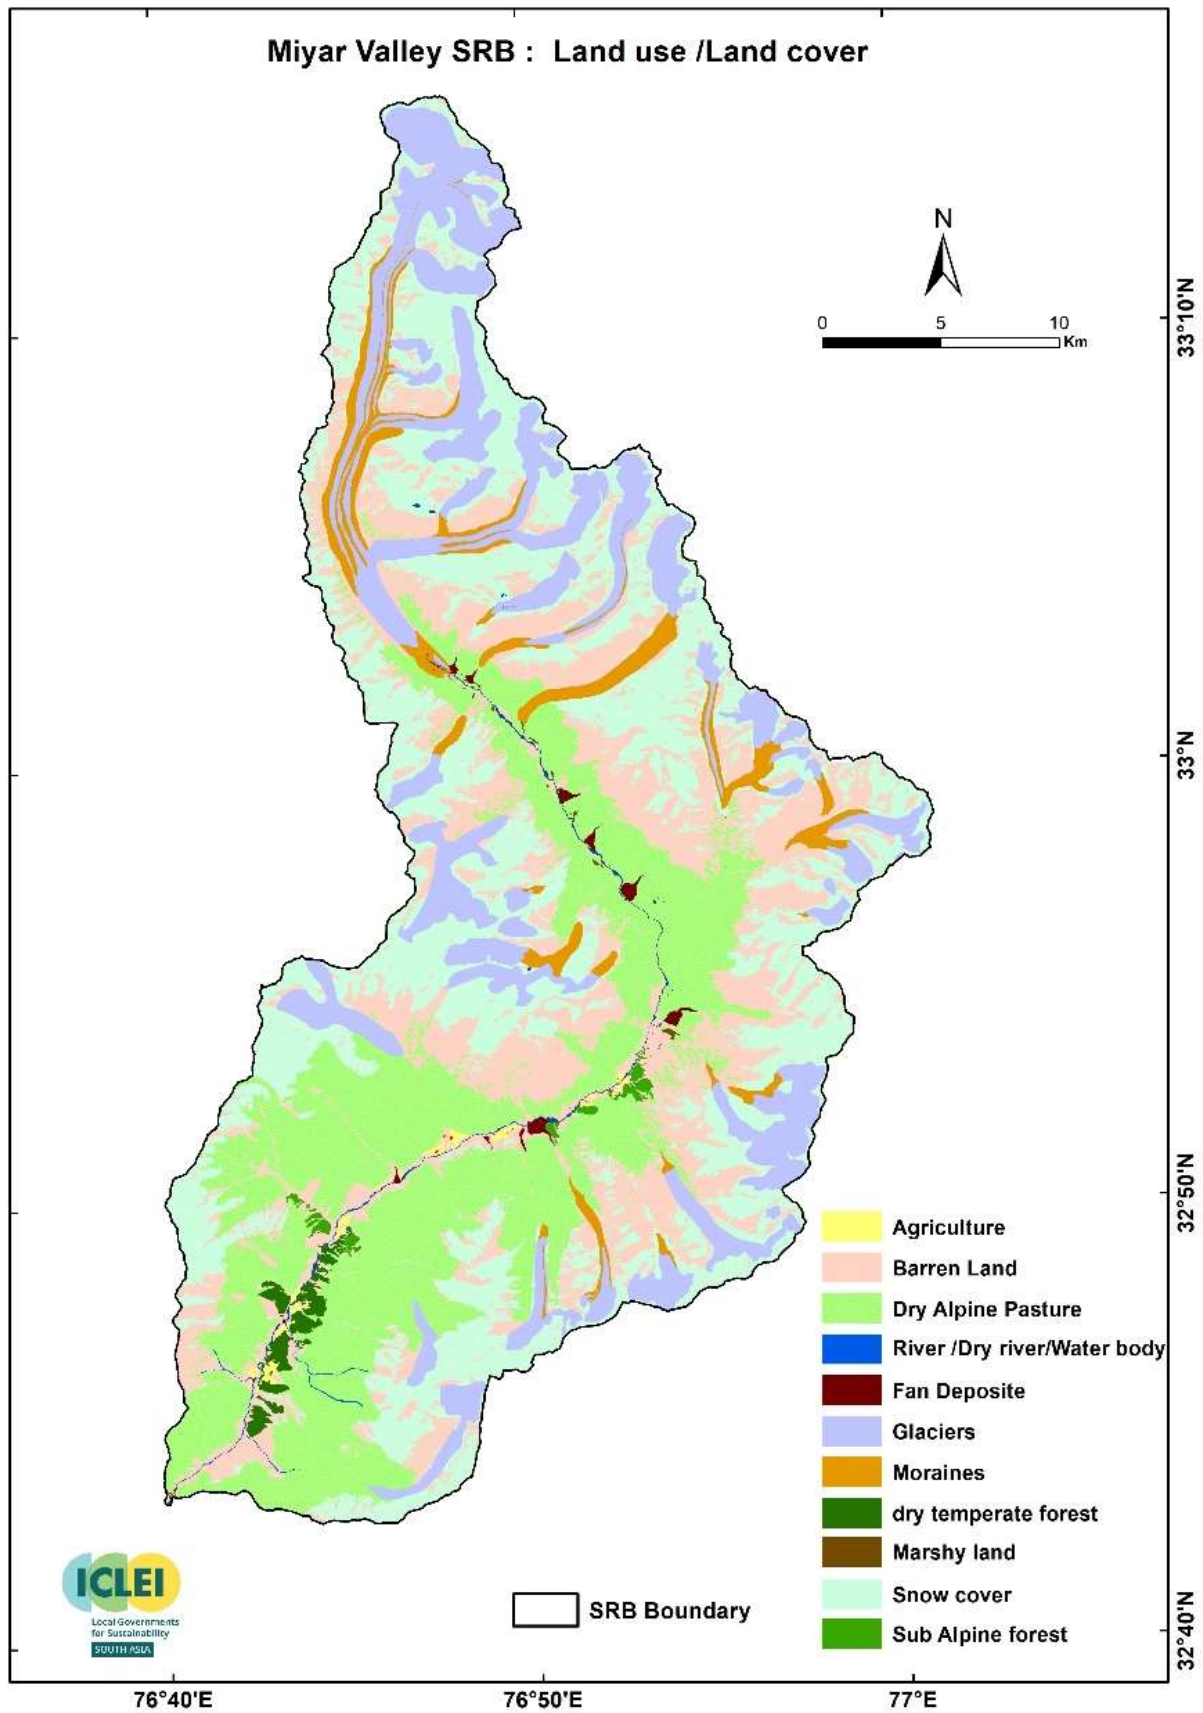 Miyar Valley SRB : Land use /Land cover
N
0 5 10
Km
33°10'N
33°N
32°50'N
32°40'N
Agriculture
Barren Land
Dry Alpine Pasture
River /Dry river/Water body
Fan Deposite
Glaciers
Moraines
dry temperate forest
Marshy land
Snow cover
Sub Alpine forest
SRB Boundary
ICLEI
Local Governments
for Sustainability
SOUTH ASIA
76°40'E 76°50'E 77°E